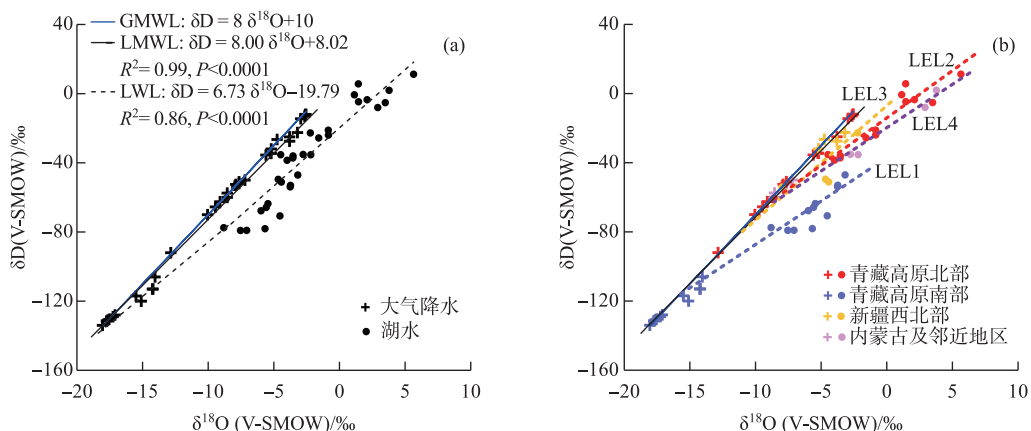 GMWL: δD = 8 δ¹⁸O+10
LMWL: δD = 8.00 δ¹⁸O+8.02
R²= 0.99, P<0.0001
LWL: δD = 6.73 δ¹⁸O−19.79
R²= 0.86, P<0.0001
(a)
大气降水
湖水
40
0
−40
−80
−120
−160
δD(V-SMOW)/‰
−20 −15 −10 −5 0 5 10
δ¹⁸O (V-SMOW)/‰
(b)
LEL2
LEL3
LEL4
LEL1
青藏高原北部
青藏高原南部
新疆西北部
内蒙古及邻近地区
40
0
−40
−80
−120
−160
δD(V-SMOW)/‰
−20 −15 −10 −5 0 5 10
δ¹⁸O (V-SMOW)/‰